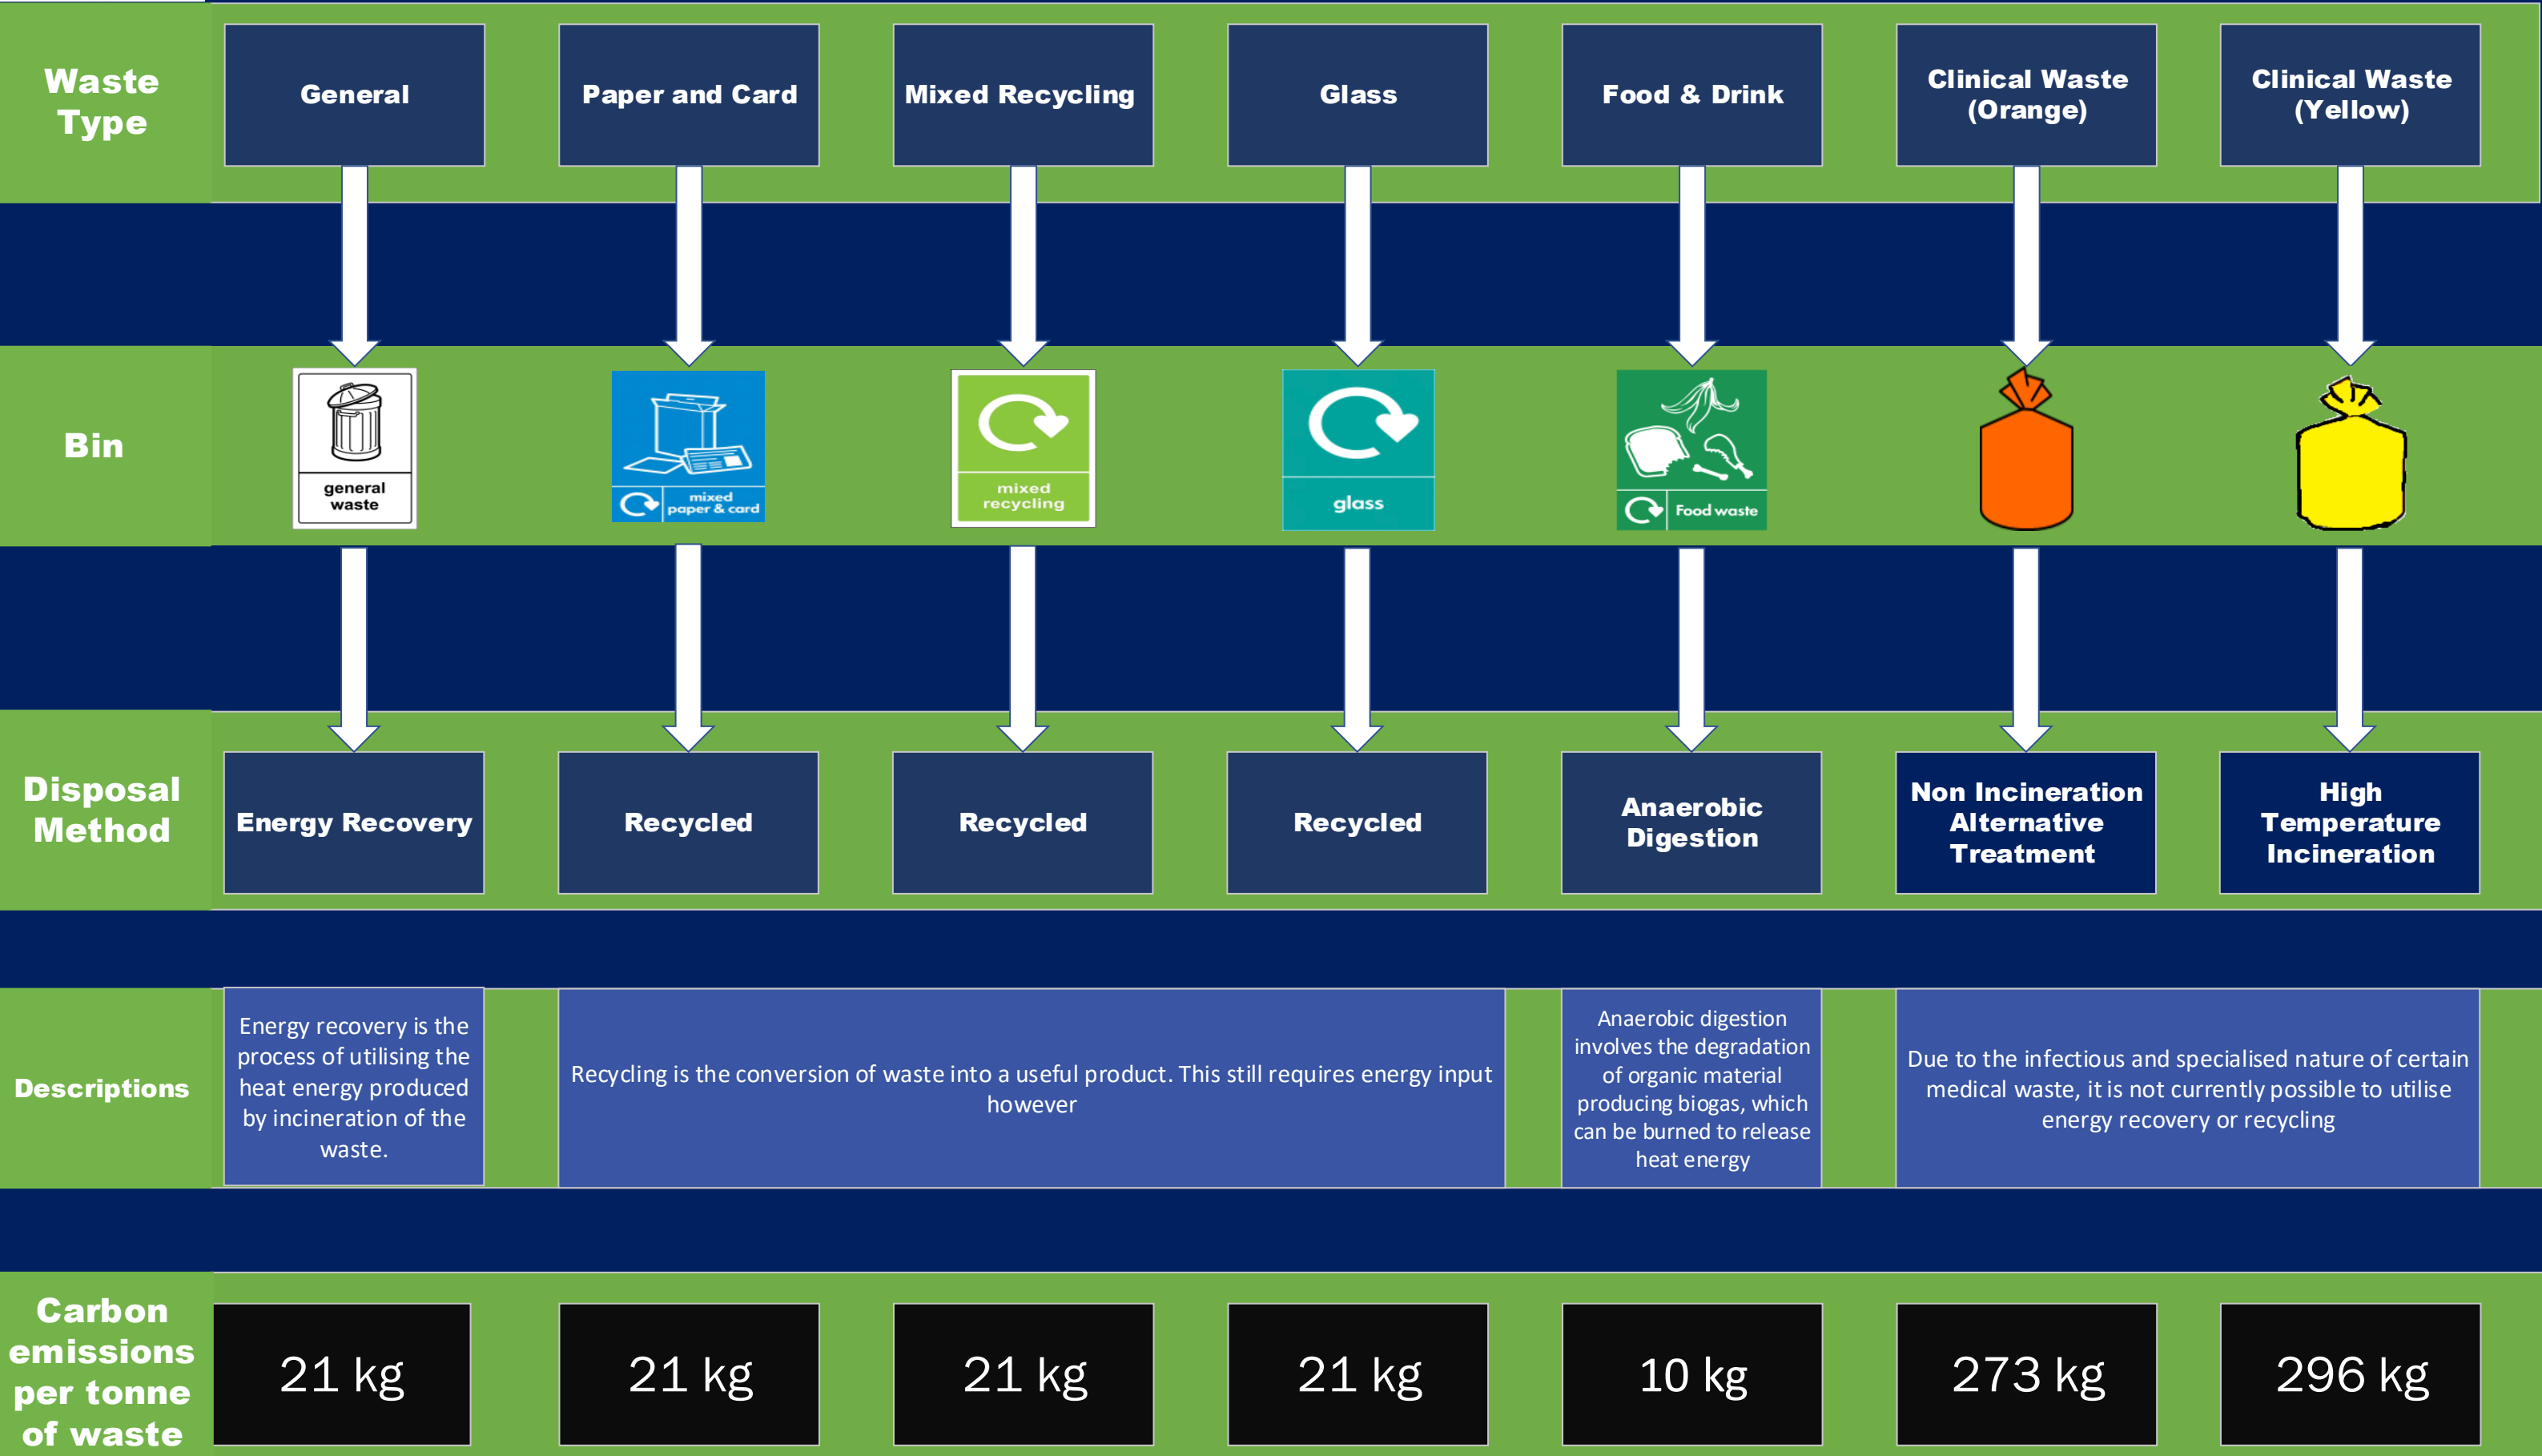 Waste
Type
General
Paper and Card
Mixed Recycling
Glass
Food & Drink
Clinical Waste
(Orange)
Clinical Waste
(Yellow)
Bin
general
waste
mixed
paper & card
mixed
recycling
glass
Food waste
Disposal
Method
Energy Recovery
Recycled
Recycled
Recycled
Anaerobic
Digestion
Non Incineration
Alternative
Treatment
High
Temperature
Incineration
Descriptions
Energy recovery is the
process of utilising the
heat energy produced
by incineration of the
waste.
Recycling is the conversion of waste into a useful product. This still requires energy input
however
Anaerobic digestion
involves the degradation
of organic material
producing biogas, which
can be burned to release
heat energy
Due to the infectious and specialised nature of certain
medical waste, it is not currently possible to utilise
energy recovery or recycling
Carbon
emissions
per tonne
of waste
21 kg
21 kg
21 kg
21 kg
10 kg
273 kg
296 kg